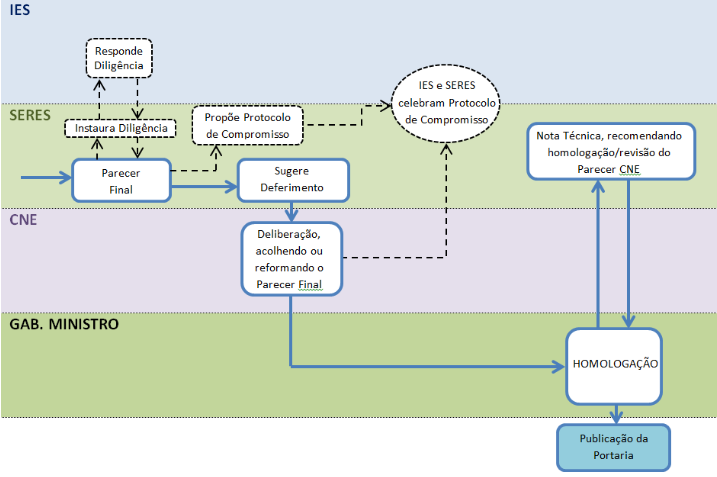 IES
Responde
Diligência
IES e SERES
celebram Protocolo
de Compromisso
SERES
Instaura Diligência
Propõe Protocolo
de Compromisso
Nota Técnica, recomendando
homologação/revisão do
Parecer CNE
Parecer
Final
Sugere
Deferimento
CNE
Deliberação,
acolhendo ou
reformando o
Parecer Final
GAB. MINISTRO
HOMOLOGAÇÃO
Publicação da
Portaria